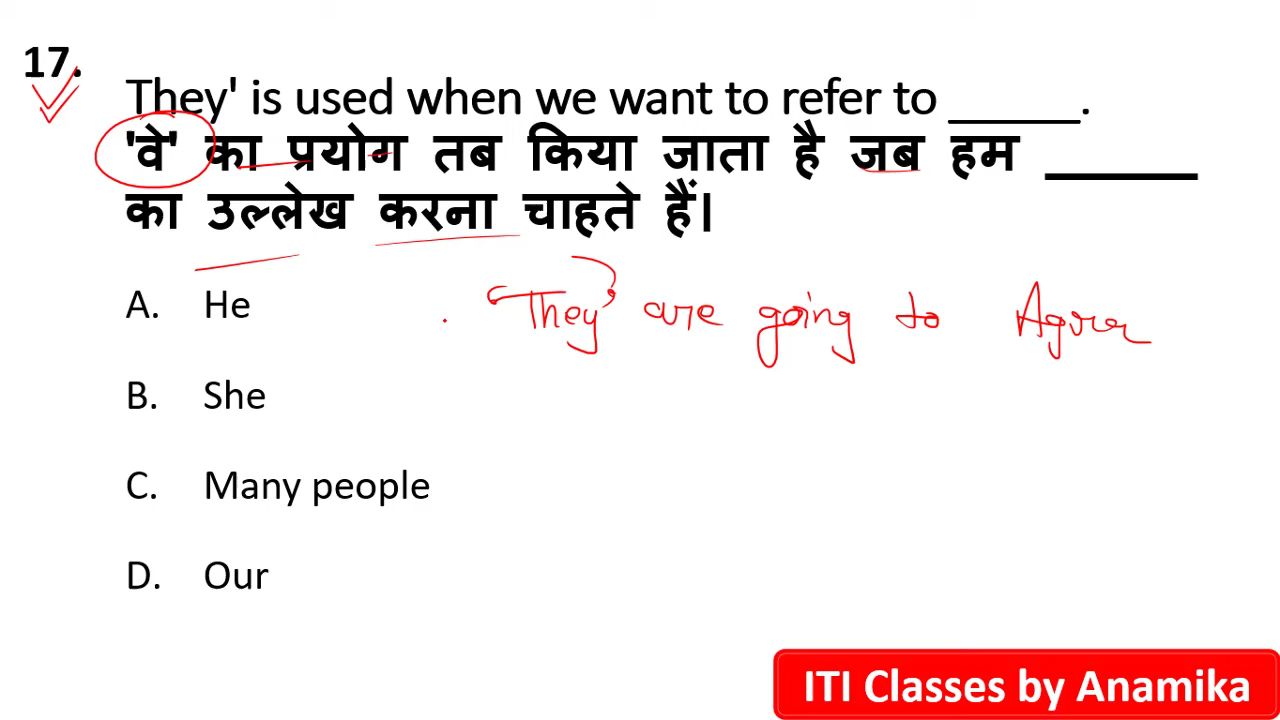 17.
They' is used when we want to refer to ______.
'वे' का प्रयोग तब किया जाता है जब हम ______
का उल्लेख करना चाहते हैं।
A. He
"They" are going to Agra
B. She
C. Many people
D. Our
ITI Classes by Anamika